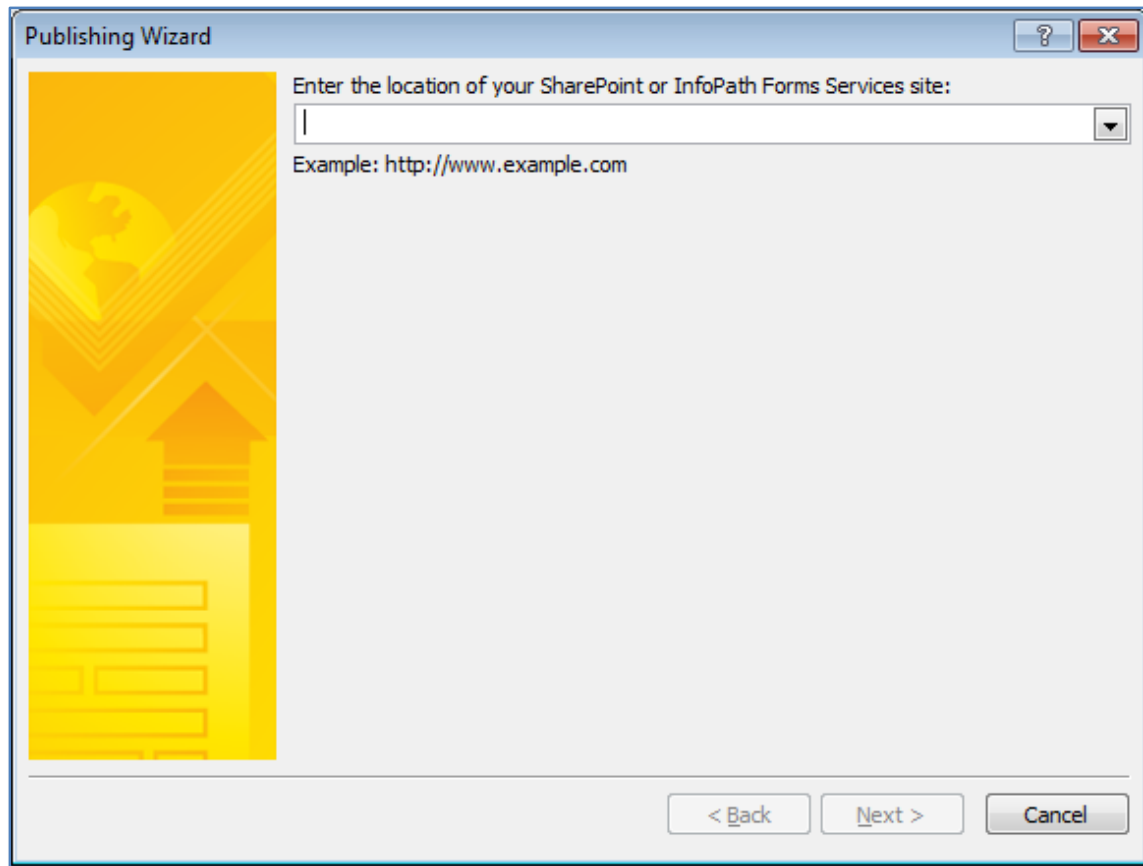 Publishing Wizard
Enter the location of your SharePoint or InfoPath Forms Services site:
Example: http://www.example.com
< Back
Next >
Cancel